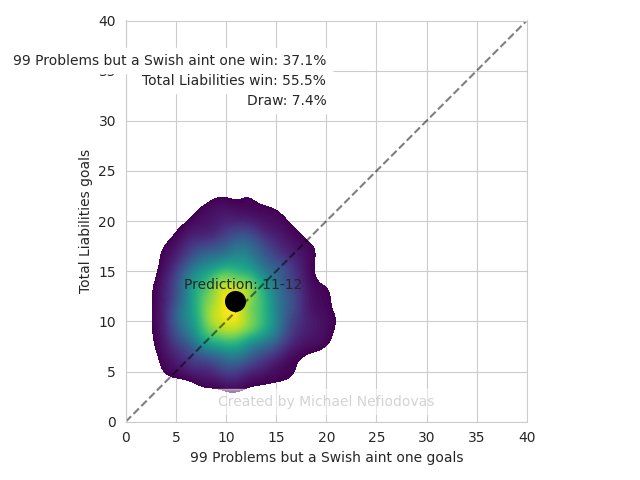 40
99 Problems but a Swish aint one win: 37.1%
Total Liabilities win: 55.5%
Draw: 7.4%
30
25
20
15
10
5
0
Total Liabilities goals
Prediction: 11-12
Created by Michael Nefiodovas
0 5 10 15 20 25 30 35 40
99 Problems but a Swish aint one goals